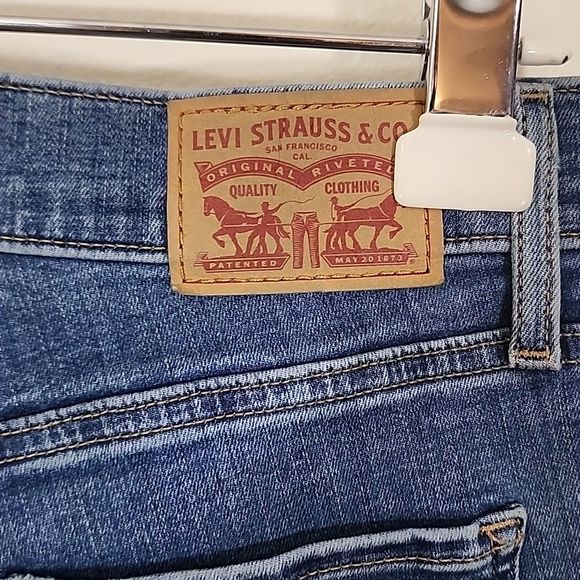 LEVI STRAUSS & CO
SAN FRANCISCO
CAL.
ORIGINAL RIVETED
QUALITY CLOTHING
PATENTED MAY 20 1873
®